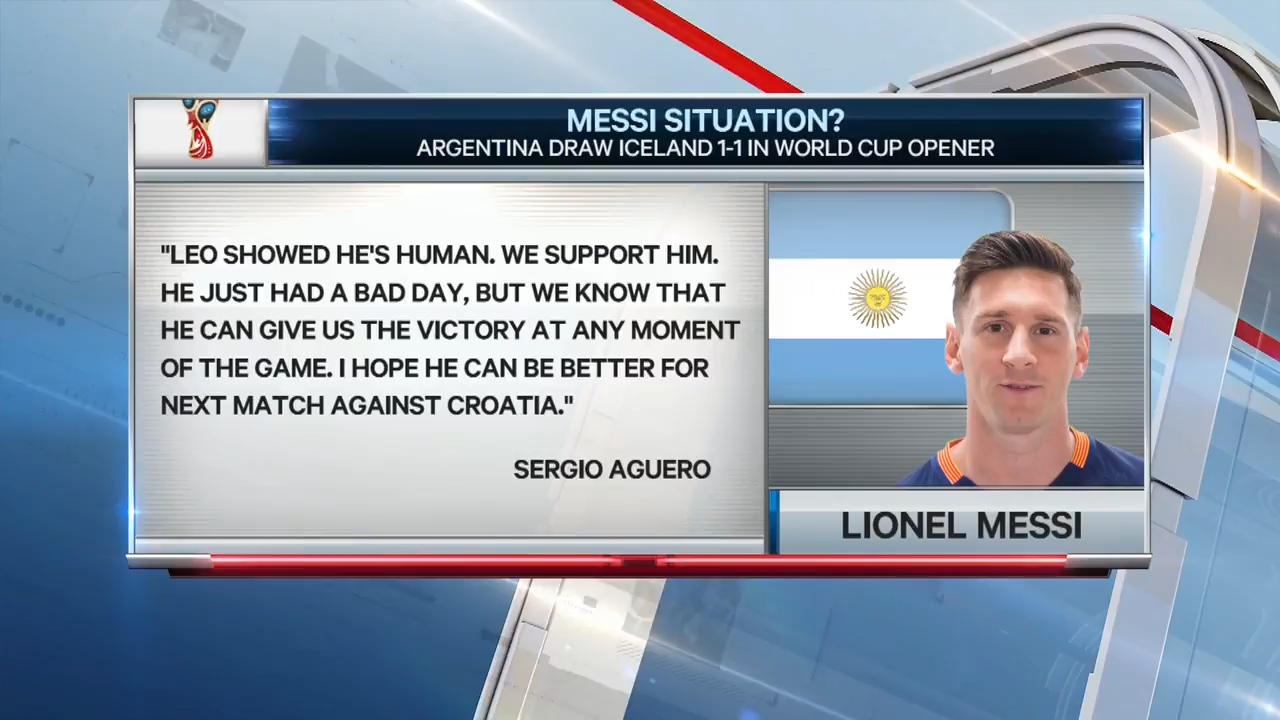 MESSI SITUATION?
ARGENTINA DRAW ICELAND 1-1 IN WORLD CUP OPENER
"LEO SHOWED HE'S HUMAN. WE SUPPORT HIM.
HE JUST HAD A BAD DAY, BUT WE KNOW THAT
HE CAN GIVE US THE VICTORY AT ANY MOMENT
OF THE GAME. I HOPE HE CAN BE BETTER FOR
NEXT MATCH AGAINST CROATIA."
SERGIO AGUERO
LIONEL MESSI